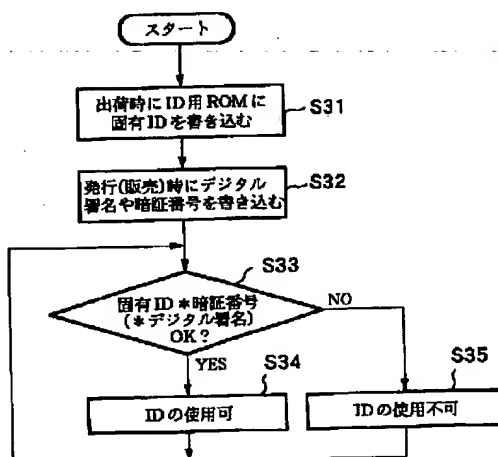 スタート
出荷時にID用ROMに
固有IDを書き込む
S31
発行(販売)時にデジタル
署名や暗証番号を書き込む
S32
S33
固有ID*暗証番号
(*デジタル署名)
OK?
NO
YES
S34
S35
IDの使用可
IDの使用不可